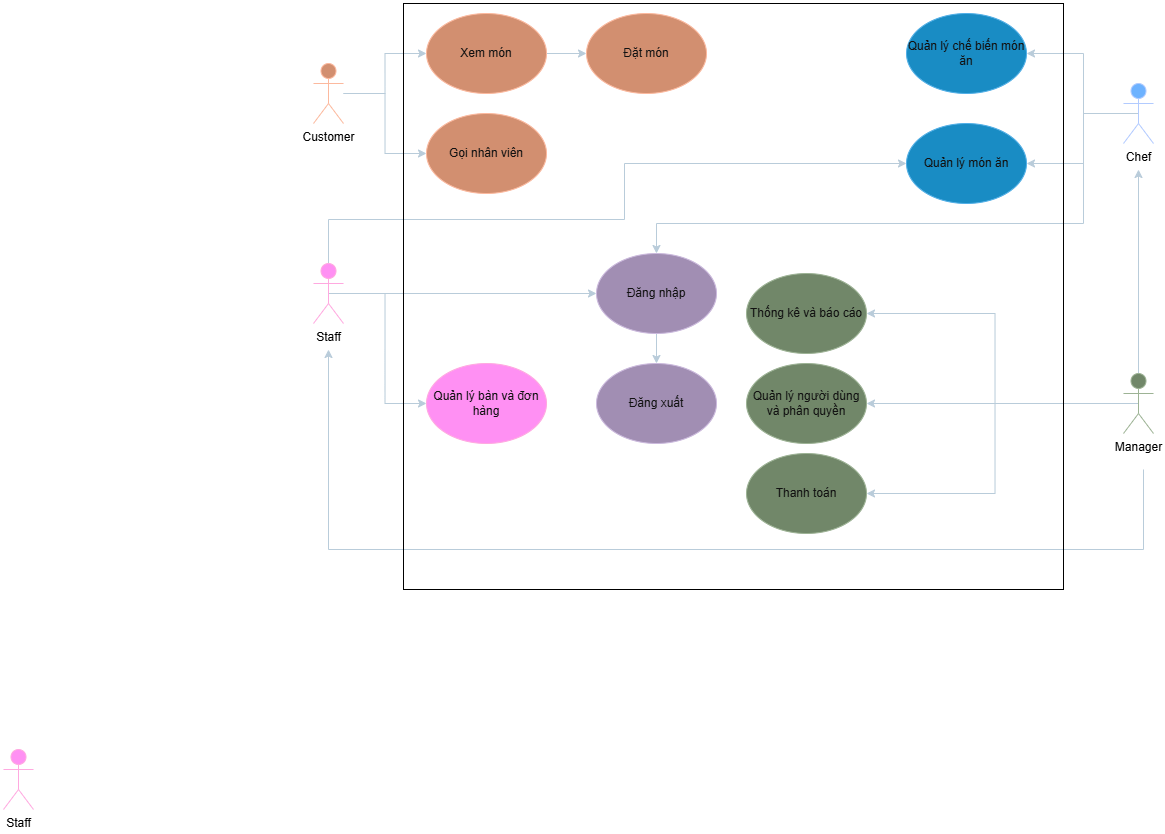 Xem món
Đặt món
Quản lý chế biến món
ăn
Customer
Gọi nhân viên
Quản lý món ăn
Chef
Staff
Đăng nhập
Thống kê và báo cáo
Quản lý bàn và đơn
hàng
Đăng xuất
Quản lý người dùng
và phân quyền
Manager
Thanh toán
Staff